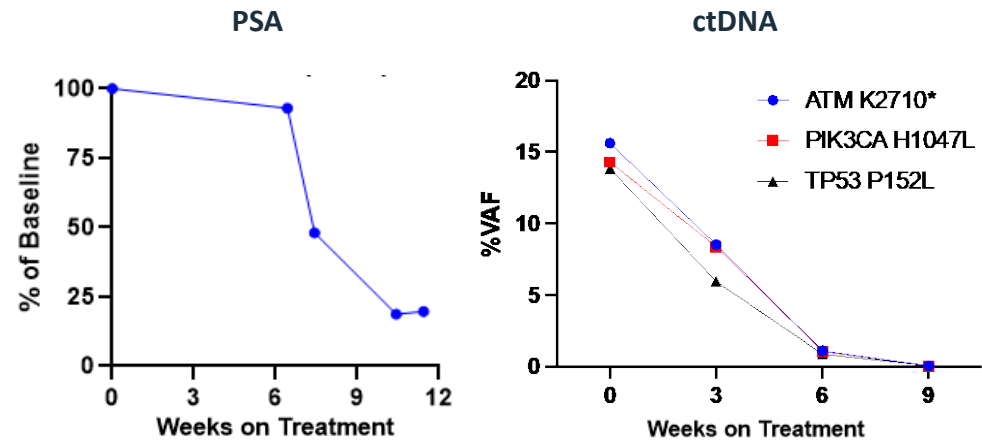 PSA
100
75
50
25
0
% of Baseline
0 3 6 9 12
Weeks on Treatment
ctDNA
20
15
10
5
0
%VAF
ATM K2710*
PIK3CA H1047L
TP53 P152L
0 3 6 9
Weeks on Treatment